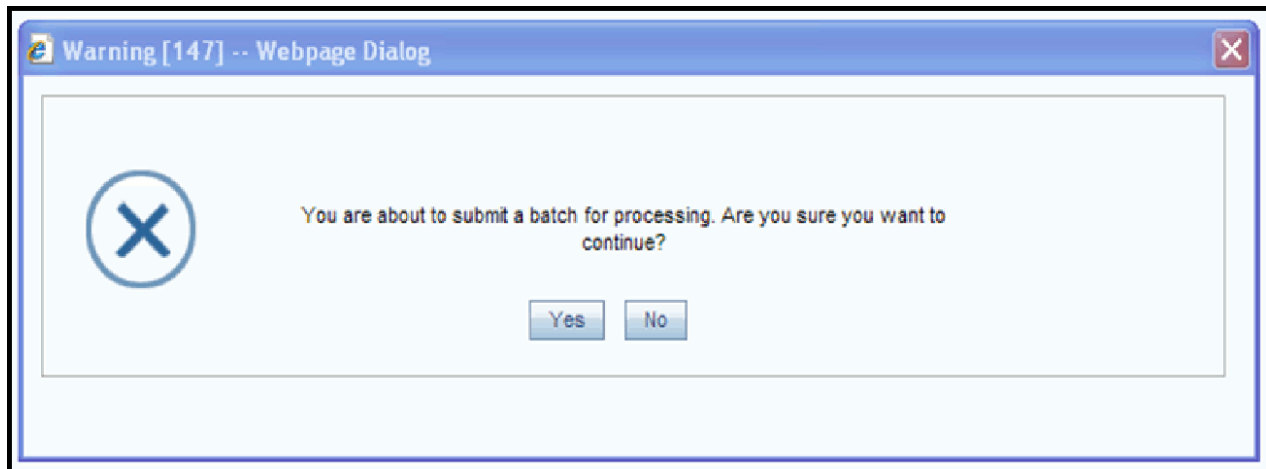 Warning [147] -- Webpage Dialog
You are about to submit a batch for processing. Are you sure you want to
continue?
Yes No